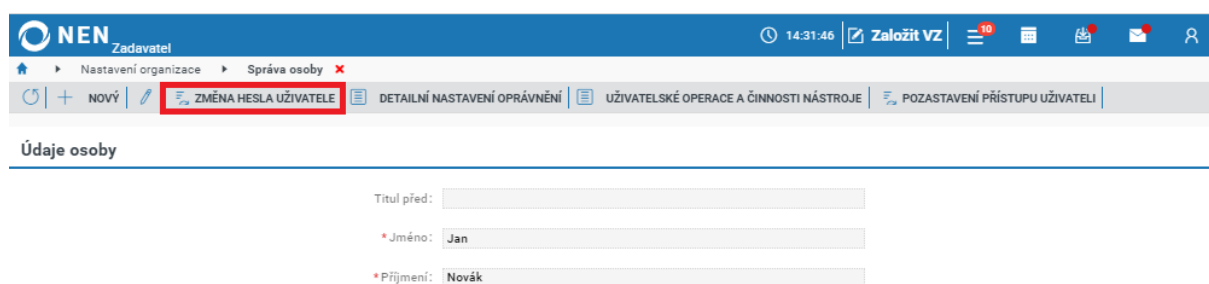 NEN Zadavatel 14:31:46 Založit VZ 10
Nastavení organizace Správa osoby
NOVÝ ZMĚNA HESLA UŽIVATELE DETAILNÍ NASTAVENÍ OPRÁVNĚNÍ UŽIVATELSKÉ OPERACE A ČINNOSTI NÁSTROJE POZASTAVENÍ PŘÍSTUPU UŽIVATELI
Údaje osoby
Titul před:
*Jméno: Jan
*Příjmení: Novák